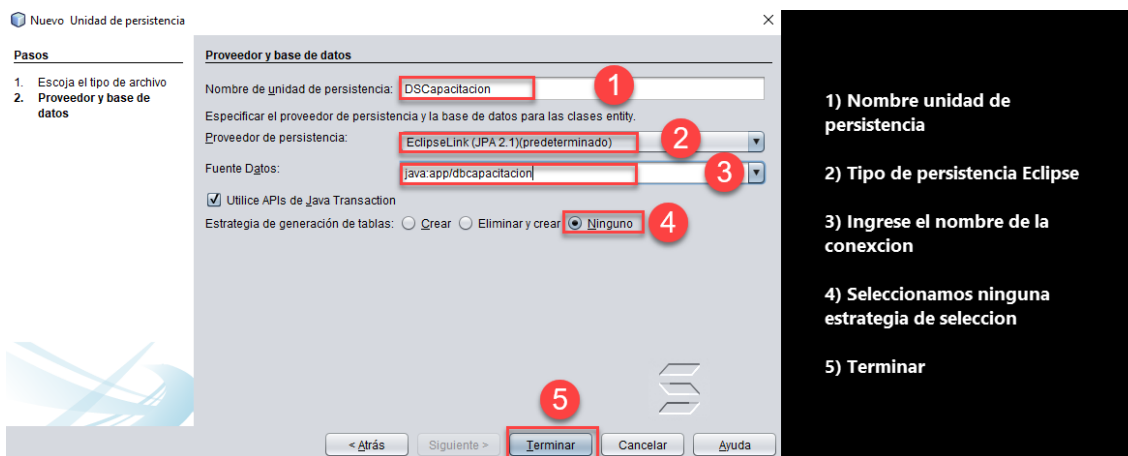 Nuevo Unidad de persistencia
Pasos
1. Escoja el tipo de archivo
2. Proveedor y base de
datos
Proveedor y base de datos
Nombre de unidad de persistencia: DSCapacitacion
1
Especificar el proveedor de persistencia y la base de datos para las clases entity.
Proveedor de persistencia: EclipseLink (JPA 2.1)(predeterminado)
2
Fuente Datos: java:app/dbcapacitacion
3
Utilice APIs de Java Transaction
Estrategia de generación de tablas: Crear Eliminar y crear Ninguno
4
5
< Atrás Siguiente > Terminar Cancelar Ayuda
1) Nombre unidad de
persistencia
2) Tipo de persistencia Eclipse
3) Ingrese el nombre de la
conexcion
4) Seleccionamos ninguna
estrategia de seleccion
5) Terminar